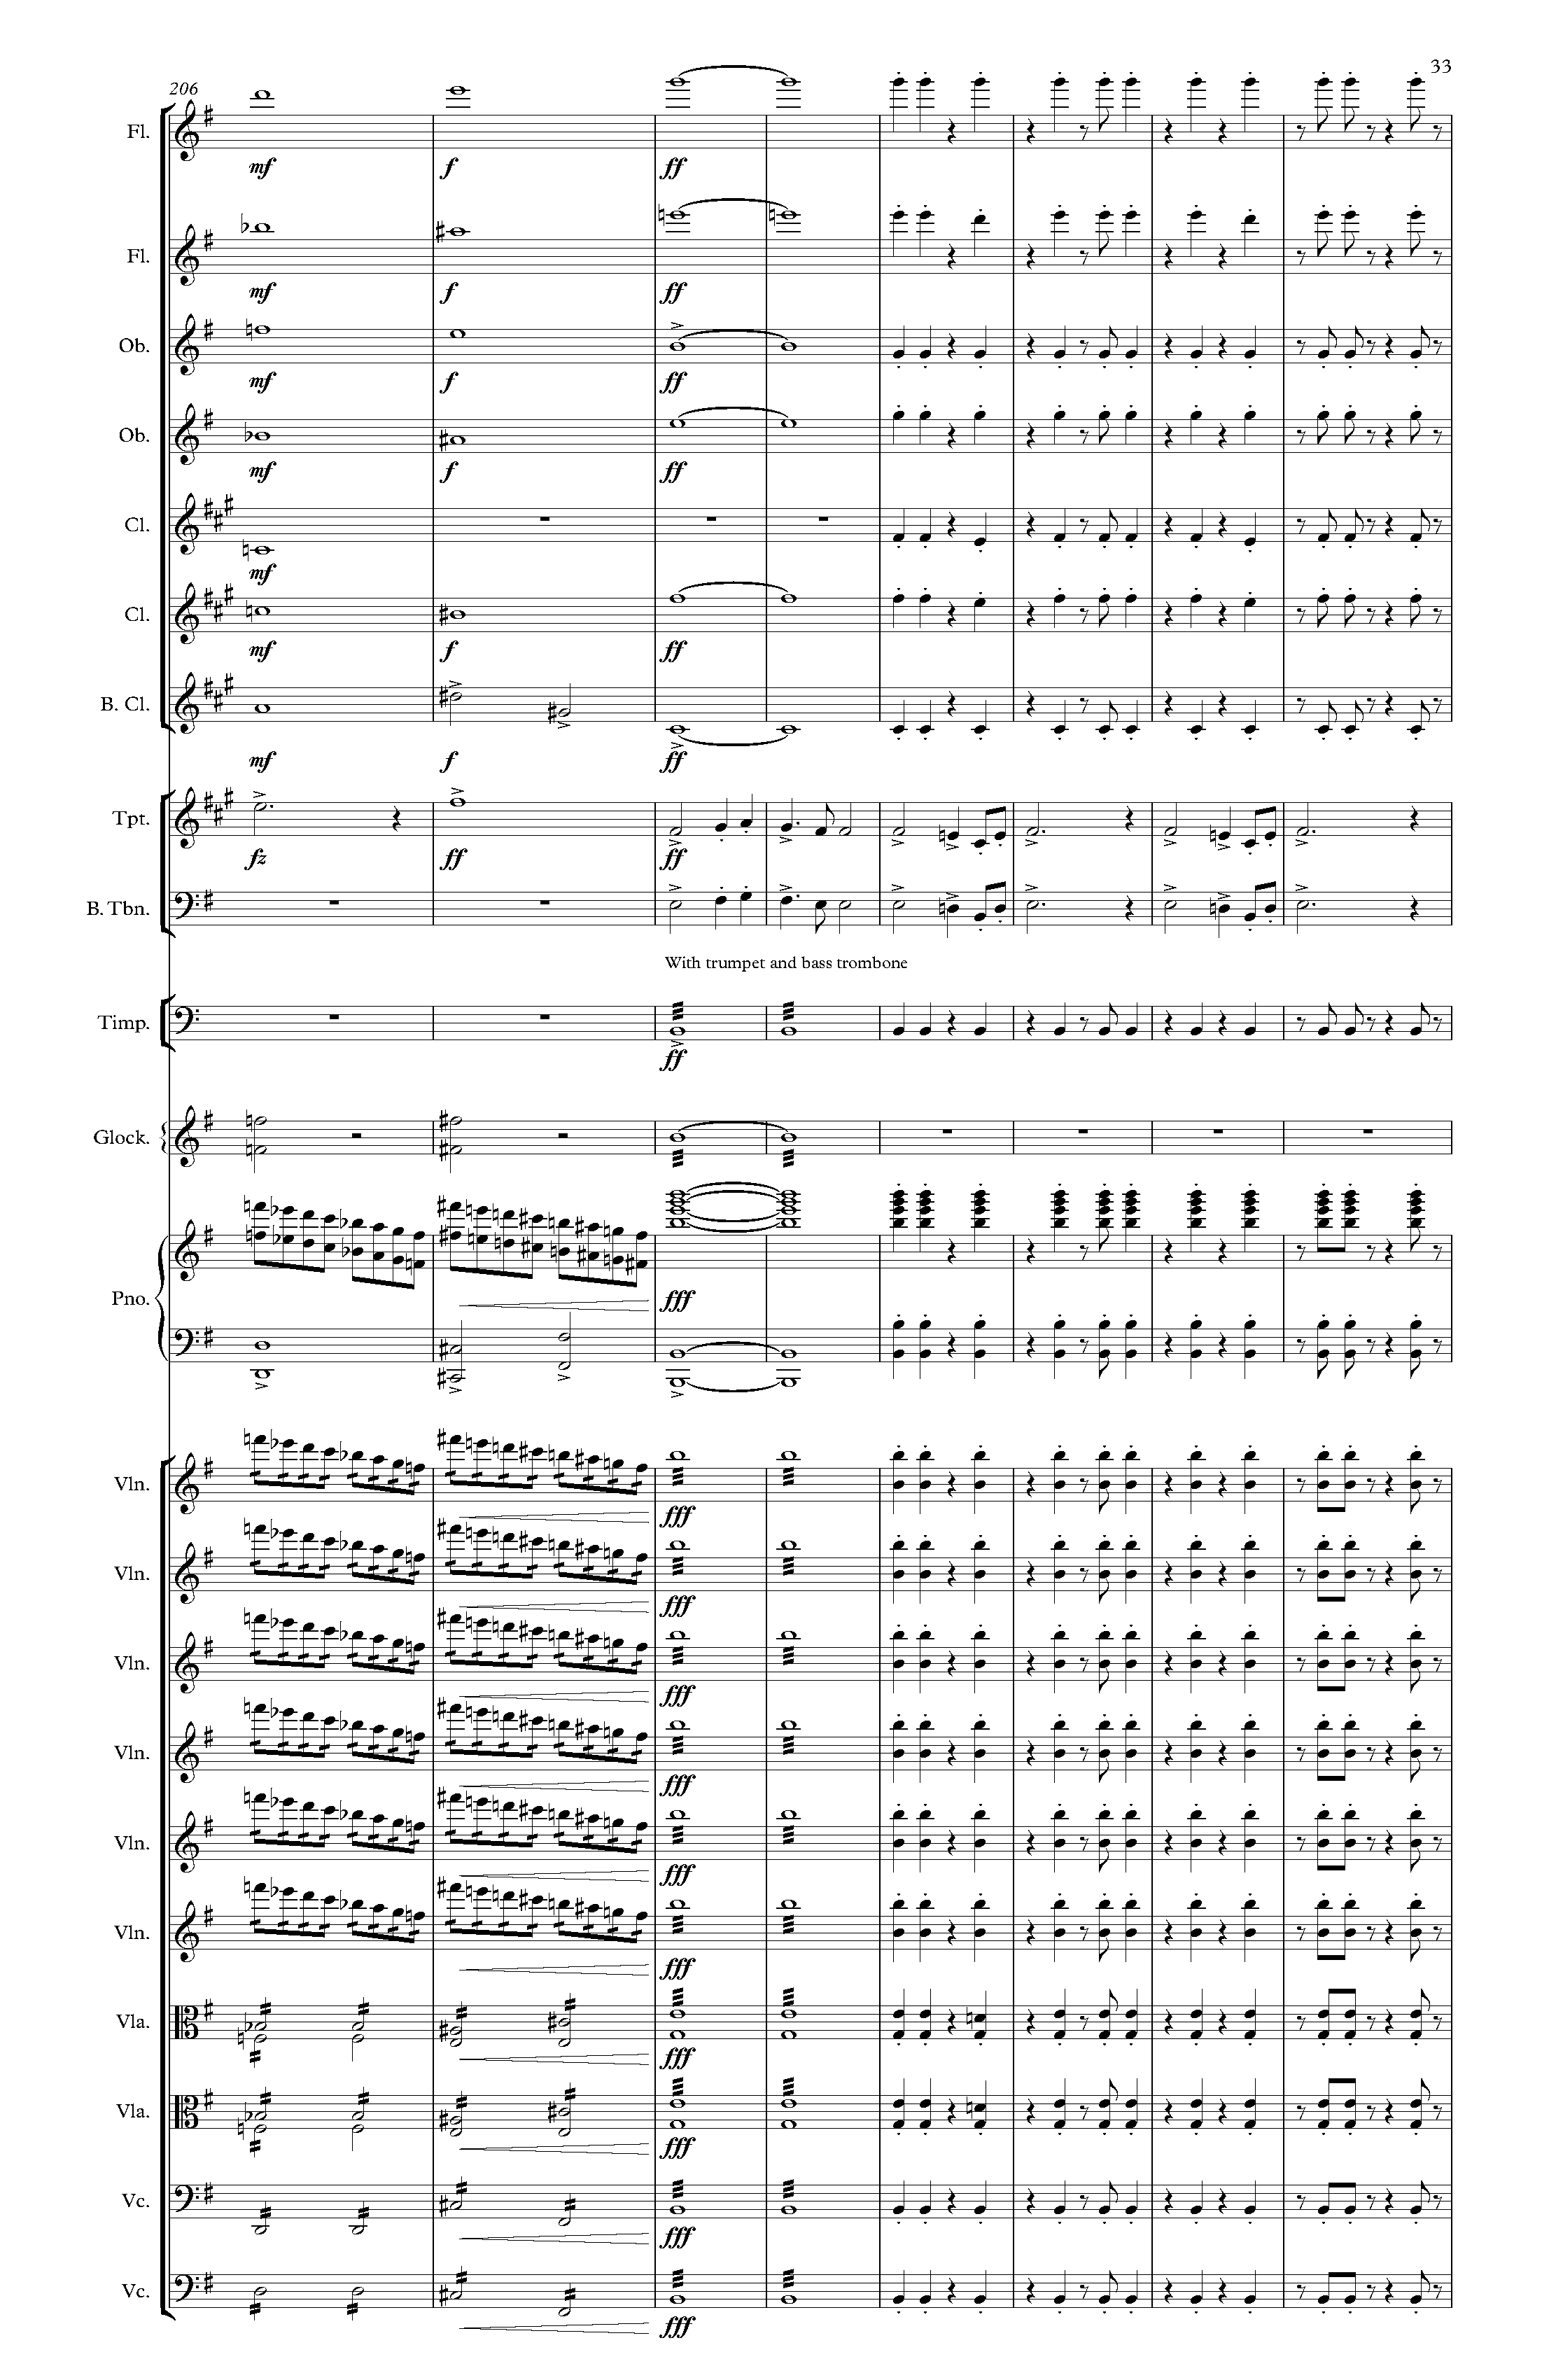 33
206
Fl.
mf f ff
Fl.
mf f ff
Ob.
mf f ff
Ob.
mf f ff
Cl.
mf
Cl.
mf f ff
B. Cl.
mf f ff
Tpt.
fz ff ff
B. Tbn.
With trumpet and bass trombone
Timp.
ff
Glock.
Pno.
fff
Vln.
fff
Vln.
fff
Vln.
fff
Vln.
fff
Vln.
fff
Vln.
fff
Vla.
fff
Vla.
fff
Vc.
fff
Vc.
fff